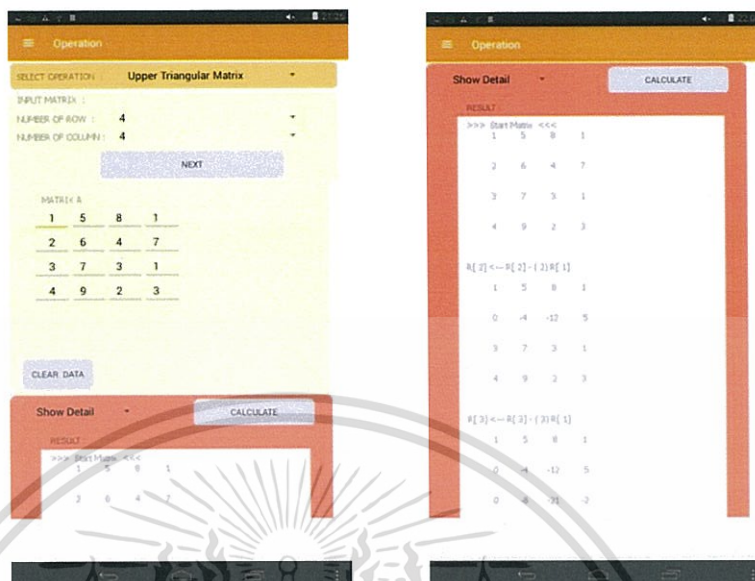 21:25
Operation
SELECT OPERATION : Upper Triangular Matrix
INPUT MATRIX :
NUMBER OF ROW : 4
NUMBER OF COLUMN : 4
NEXT
MATRIX A
1 5 8 1
2 6 4 7
3 7 3 1
4 9 2 3
CLEAR DATA
Show Detail CALCULATE
RESULT :
>>> Start Matrix <<<
1 5 8 1
2 6 4 7
Operation
Show Detail CALCULATE
RESULT :
>>> Start Matrix <<<
1 5 8 1
2 6 4 7
3 7 3 1
4 9 2 3
R[ 2] <-- R[ 2] - ( 2) R[ 1]
1 5 8 1
0 -4 -12 5
3 7 3 1
4 9 2 3
R[ 3] <-- R[ 3] - ( 3) R[ 1]
1 5 8 1
0 -4 -12 5
0 -8 -21 -2